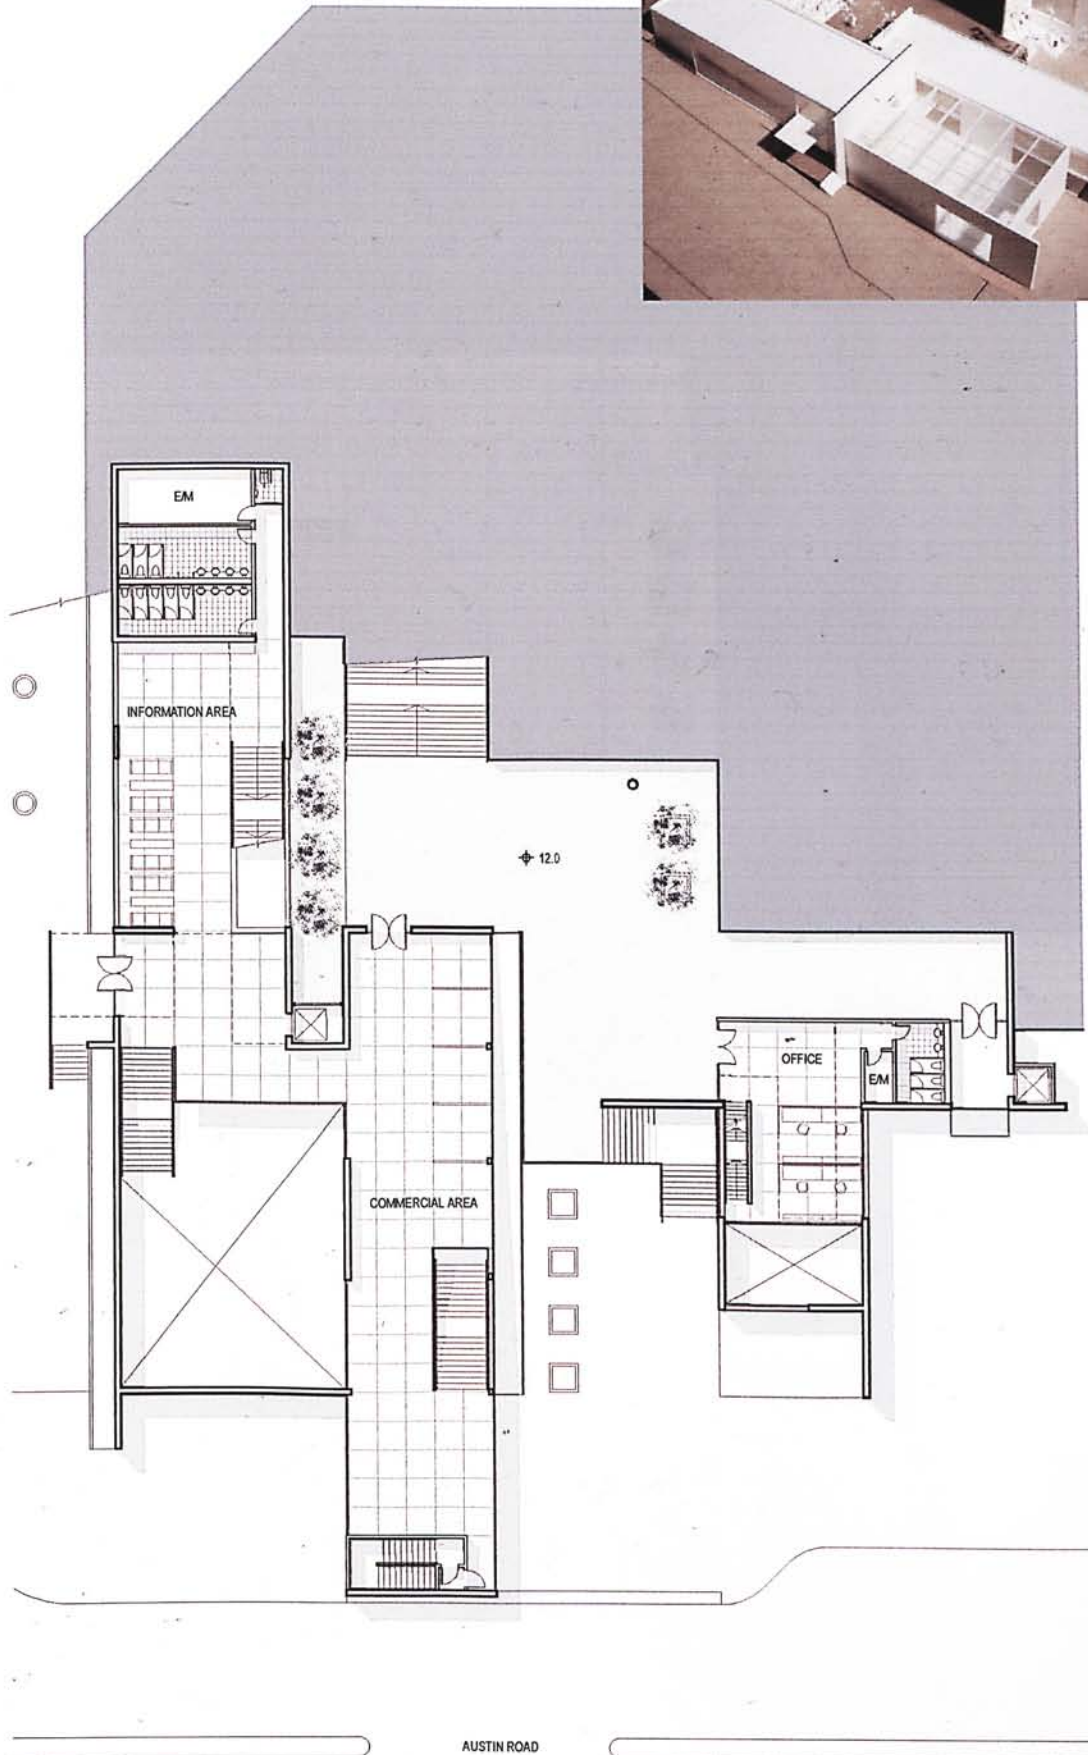 E/M
INFORMATION AREA
12.0
OFFICE
E/M
COMMERCIAL AREA
AUSTIN ROAD